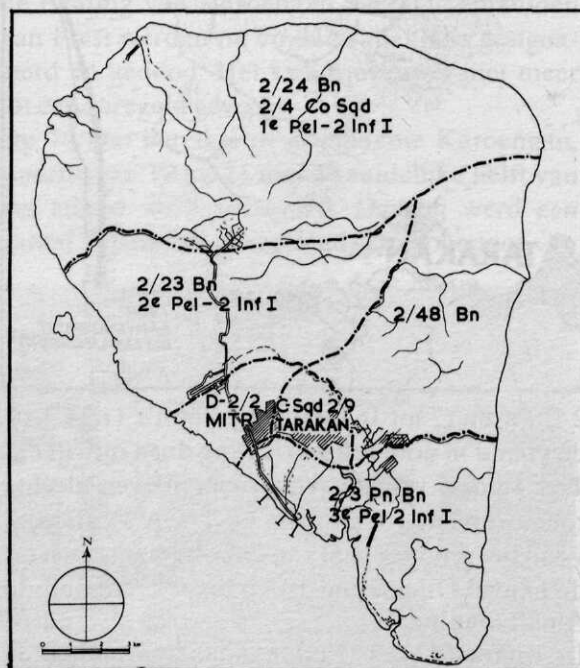 2/24 Bn
2/4 Co Sqd
1e Pel-2 Inf I
2/23 Bn
2e Pel-2 Inf I
2/48 Bn
D-2/2
MITR
C Sqd 2/9
TARAKAN
2/3 Pn Bn
3e Pel 2 Inf I
N